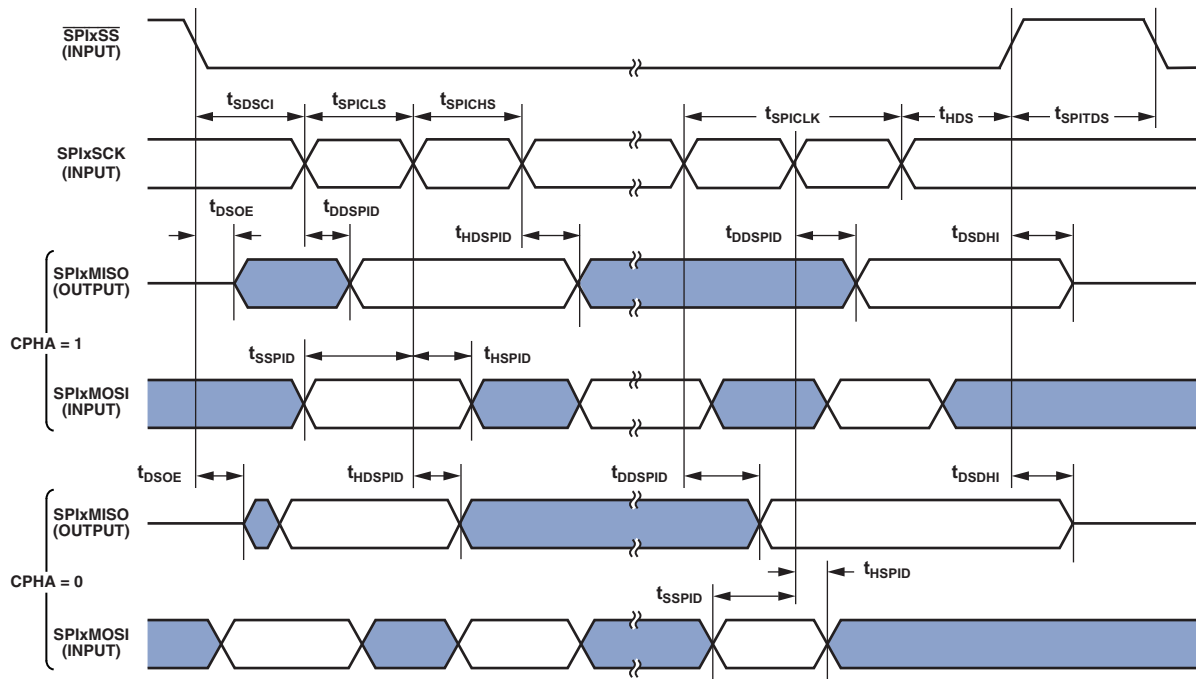 SPIxSS
(INPUT)
tSDSCI tSPICLS tSPICHS tSPICLK tHDS tSPITDS
SPIxSCK
(INPUT)
tDSOE tDDSPID tHDSPID tDDSPID tDSDHI
SPIxMISO
(OUTPUT)
CPHA = 1
tSSPID tHSPID
SPIxMOSI
(INPUT)
tDSOE tHDSPID tDDSPID tDSDHI
SPIxMISO
(OUTPUT)
CPHA = 0
tHSPID
tSSPID
SPIxMOSI
(INPUT)